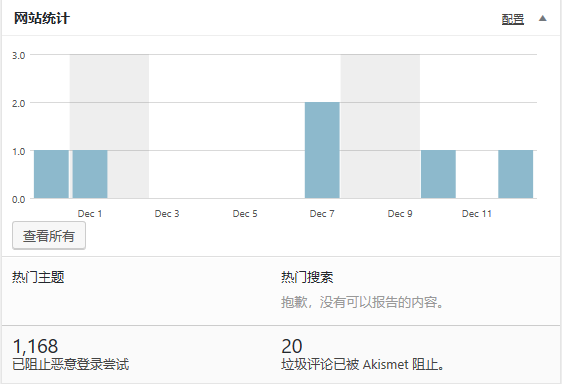 网站统计 配置
3.0
2.0
1.0
0.0
Dec 1 Dec 3 Dec 5 Dec 7 Dec 9 Dec 11
查看所有
热门主题 热门搜索
抱歉，没有可以报告的内容。
1,168 20
已阻止恶意登录尝试 垃圾评论已被 Akismet 阻止。